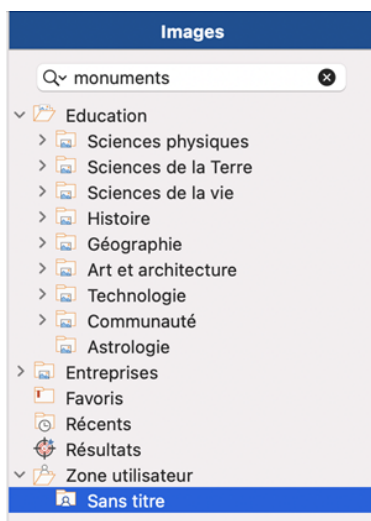 Images
monuments
Education
Sciences physiques
Sciences de la Terre
Sciences de la vie
Histoire
Géographie
Art et architecture
Technologie
Communauté
Astrologie
Entreprises
Favoris
Récents
Résultats
Zone utilisateur
Sans titre